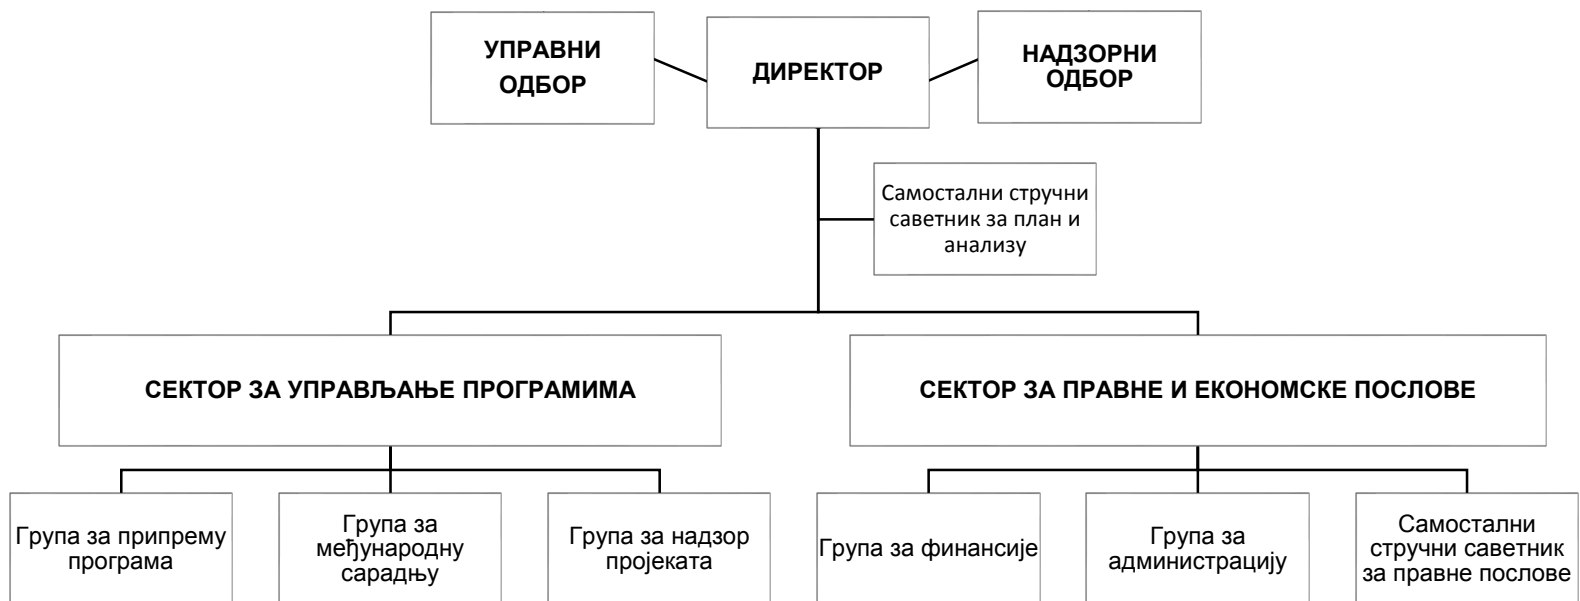 УПРАВНИ
ОДБОР
ДИРЕКТОР
НАДЗОРНИ
ОДБОР
Самостални стручни
саветник за план и
анализу
СЕКТОР ЗА УПРАВЉАЊЕ ПРОГРАМИМА
СЕКТОР ЗА ПРАВНЕ И ЕКОНОМСКЕ ПОСЛОВЕ
Група за припрему
програма
Група за
међународну
сарадњу
Група за надзор
пројеката
Група за финансије
Група за
администрацију
Самостални
стручни саветник
за правне послове